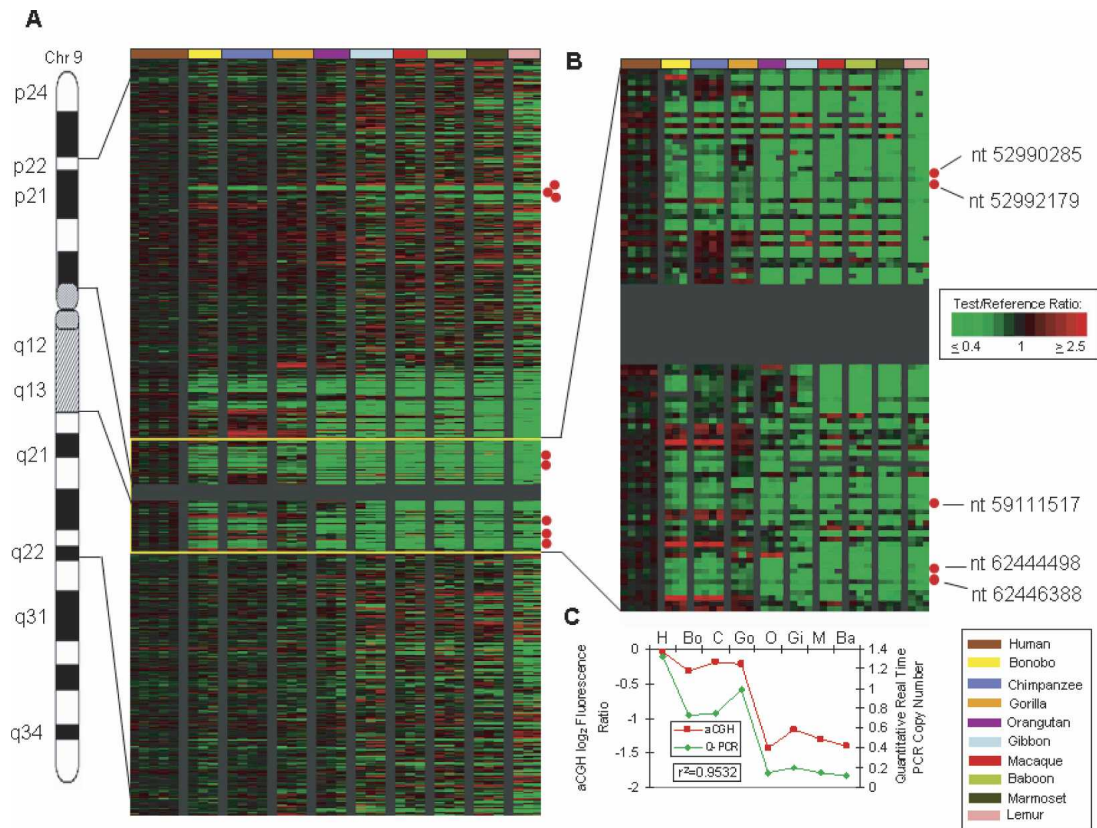 A
Chr 9
p24
p22
p21
q12
q13
q21
q22
q31
q34
B
nt 52990285
nt 52992179
Test/Reference Ratio:
≤ 0.4 1 ≥ 2.5
nt 59111517
nt 62444498
nt 62446388
C
H Bo C Go O Gi M Ba
0
-0.5
-1
-1.5
-2
aCGH log2 Fluorescence
Ratio
1.4
1.2
1
0.8
0.6
0.4
0.2
0
Quantitative Real Time
PCR Copy Number
aCGH
Q-PCR
r²=0.9532
Human
Bonobo
Chimpanzee
Gorilla
Orangutan
Gibbon
Macaque
Baboon
Marmoset
Lemur